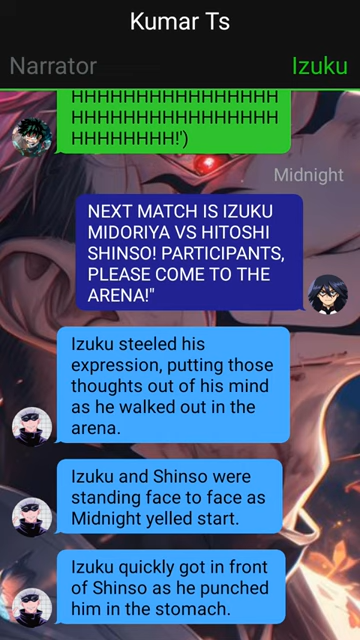 Kumar Ts
Narrator
Izuku
HHHHHHHHHHHHHHHH
HHHHHHHHHHHHHHHH
HHHHHHHH!')
Midnight
NEXT MATCH IS IZUKU
MIDORIYA VS HITOSHI
SHINSO! PARTICIPANTS,
PLEASE COME TO THE
ARENA!"
Izuku steeled his
expression, putting those
thoughts out of his mind
as he walked out in the
arena.
Izuku and Shinso were
standing face to face as
Midnight yelled start.
Izuku quickly got in front
of Shinso as he punched
him in the stomach.